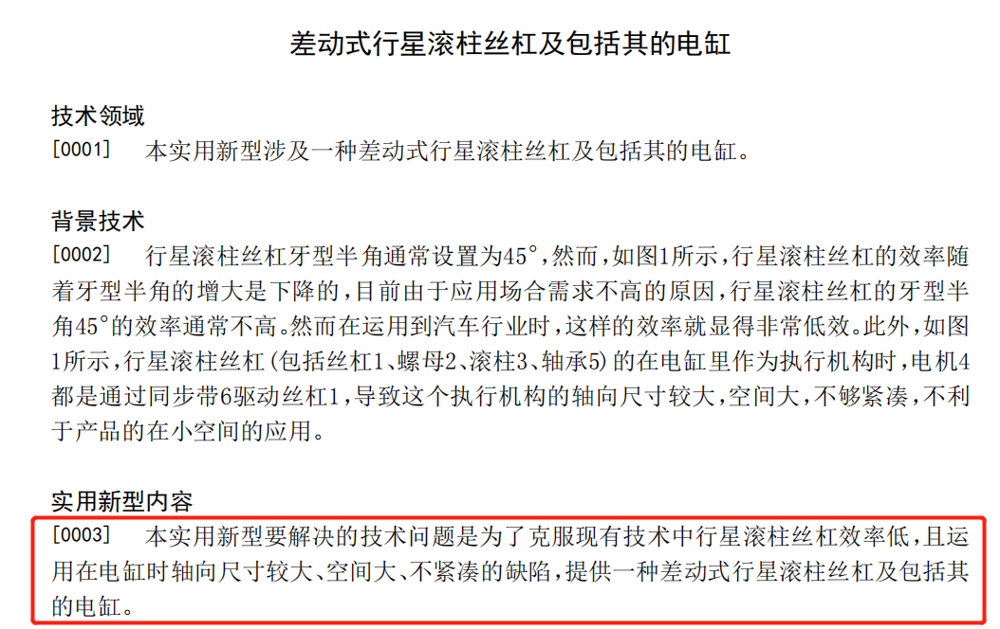 差动式行星滚柱丝杠及包括其的电缸
技术领域
[0001] 本实用新型涉及一种差动式行星滚柱丝杠及包括其的电缸。
背景技术
[0002] 行星滚柱丝杠牙型半角通常设置为45°,然而,如图1所示,行星滚柱丝杠的效率随
着牙型半角的增大是下降的,目前由于应用场合需求不高的原因,行星滚柱丝杠的牙型半
角45°的效率通常不高。然而在运用到汽车行业时,这样的效率就显得非常低效。此外,如图
1所示,行星滚柱丝杠(包括丝杠1、螺母2、滚柱3、轴承5)的在电缸里作为执行机构时,电机4
都是通过同步带6驱动丝杠1,导致这个执行机构的轴向尺寸较大,空间大,不够紧凑,不利
于产品的在小空间的应用。
实用新型内容
[0003] 本实用新型要解决的技术问题是为了克服现有技术中行星滚柱丝杠效率低,且运
用在电缸时轴向尺寸较大、空间大、不紧凑的缺陷,提供一种差动式行星滚柱丝杠及包括其
的电缸。